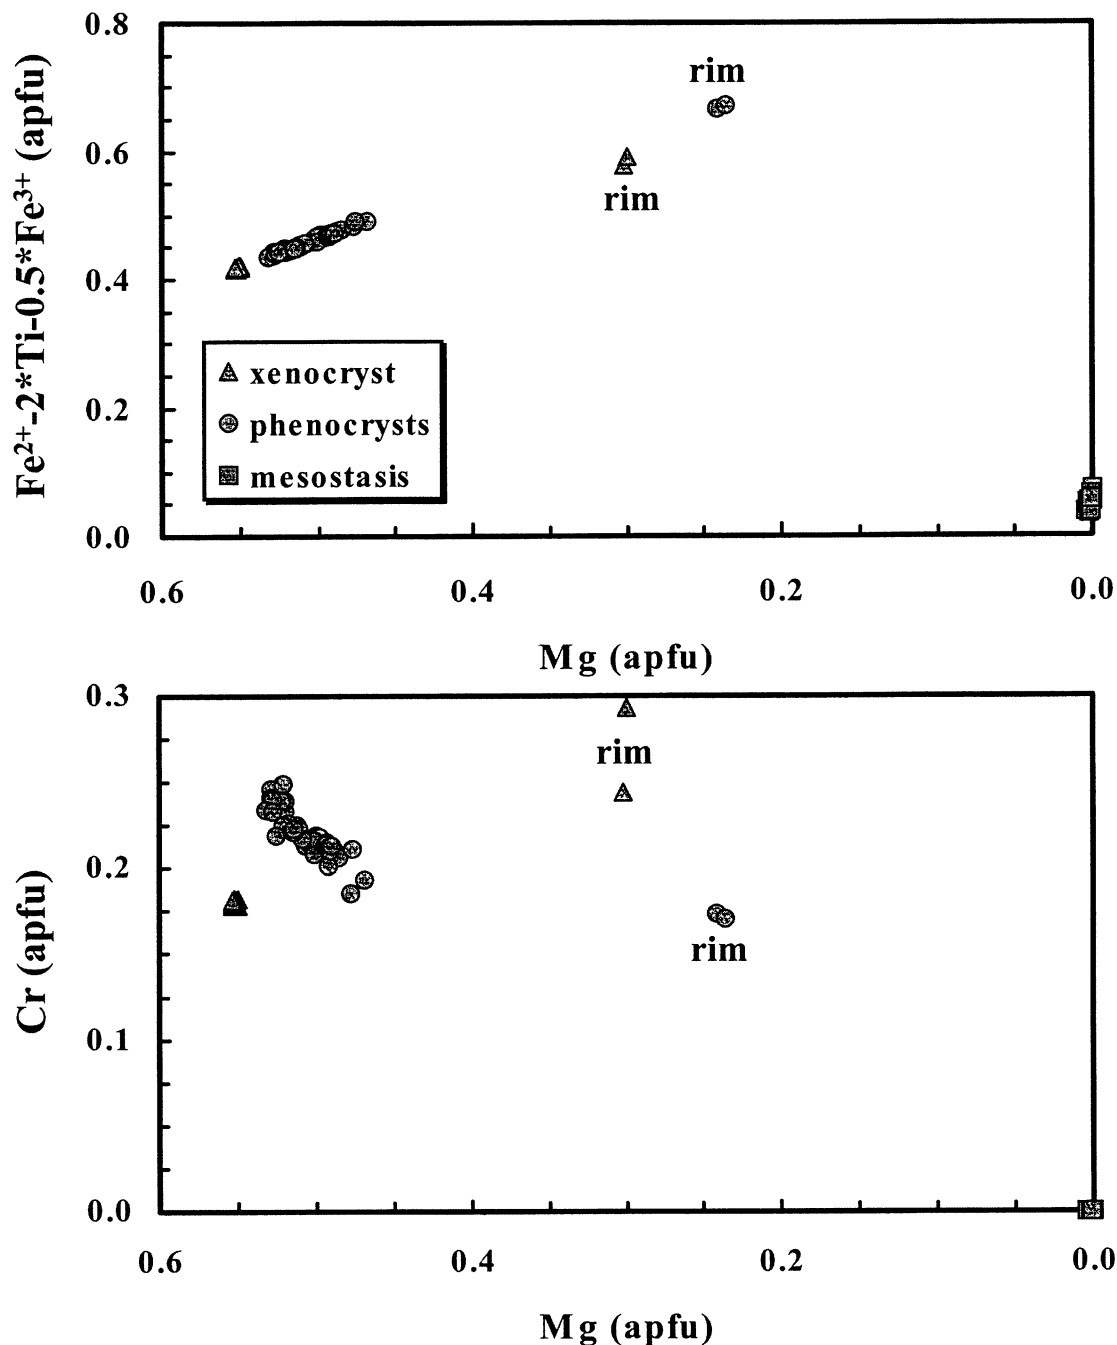 0.8
rim
0.6
rim
0.4
Fe²⁺-2*Ti-0.5*Fe³⁺ (apfu)
xenocryst
phenocrysts
mesostasis
0.2
0.0
0.6 0.4 0.2 0.0
Mg (apfu)
0.3
rim
0.2
rim
Cr (apfu)
0.1
0.0
0.6 0.4 0.2 0.0
Mg (apfu)